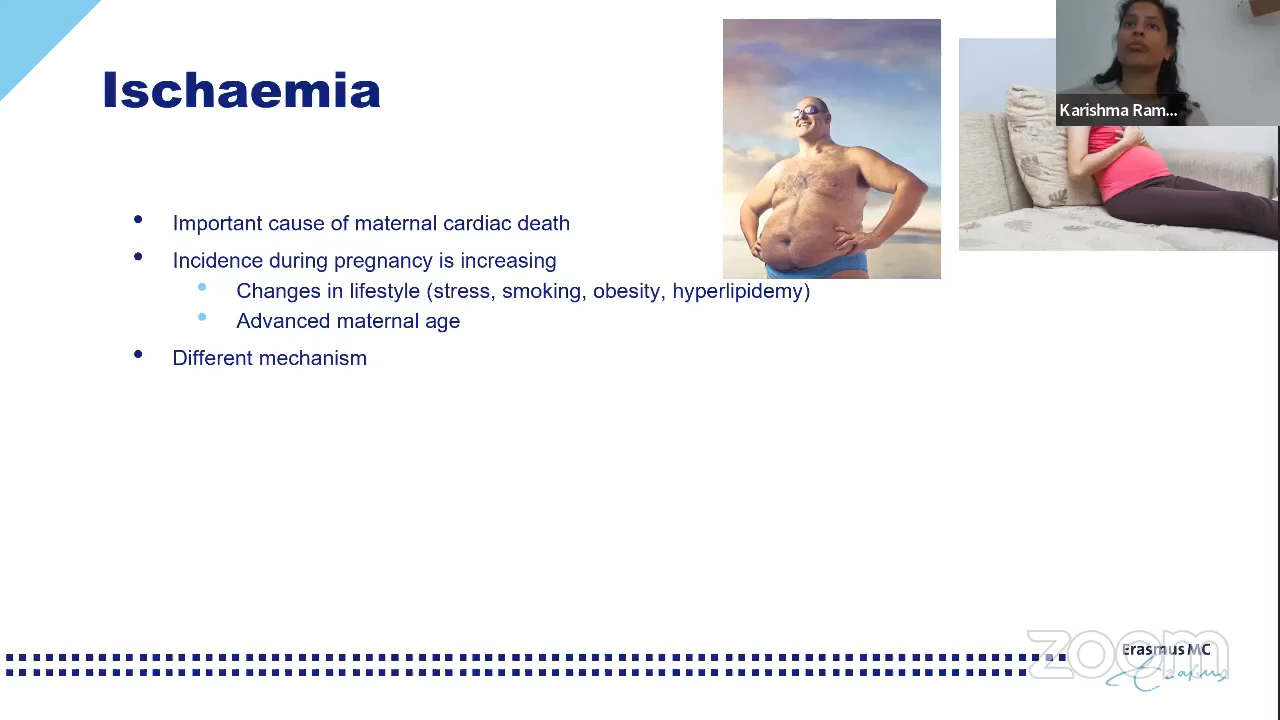 Ischaemia
Karishma Ram...
Important cause of maternal cardiac death
Incidence during pregnancy is increasing
Changes in lifestyle (stress, smoking, obesity, hyperlipidemy)
Advanced maternal age
Different mechanism
zoom
Erasmus MC
Erasmus